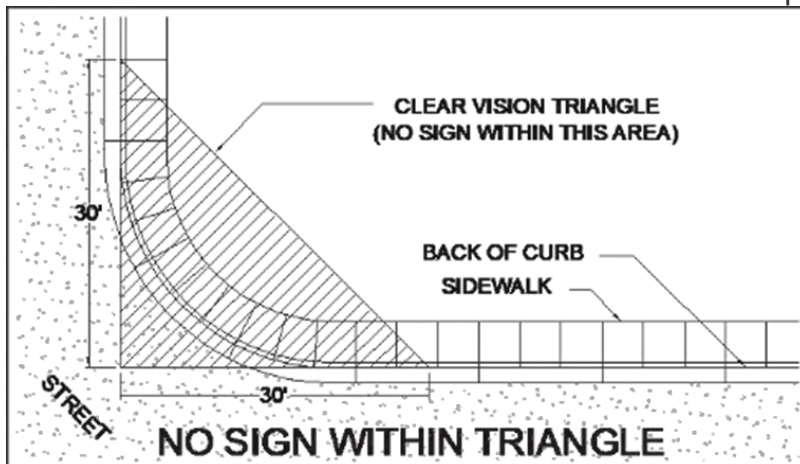 CLEAR VISION TRIANGLE
(NO SIGN WITHIN THIS AREA)
30'
BACK OF CURB
SIDEWALK
STREET
30'
NO SIGN WITHIN TRIANGLE